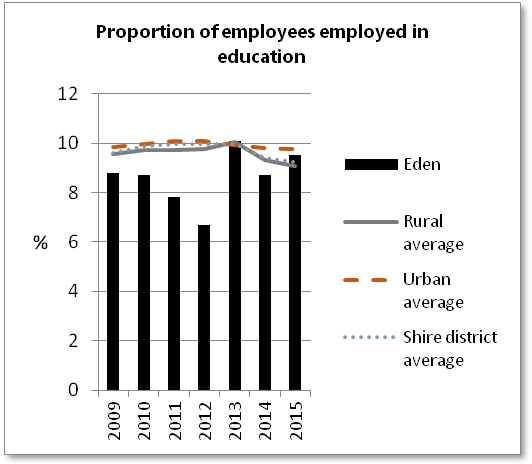 Proportion of employees employed in
education
12
10
8
6
4
2
0
%
2009
2010
2011
2012
2013
2014
2015
Eden
Rural
average
Urban
average
Shire district
average